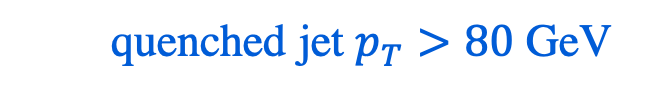 quenched jet p_T > 80 GeV